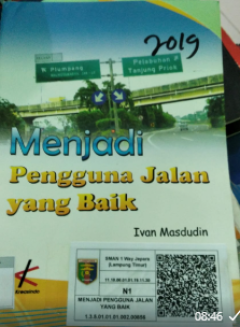 2019
N Plumpang
Pelabuhan
Tanjung Priok
Menjadi
Pengguna Jalan
yang Baik
Ivan Masdudin
SMAN 1 Way Jepara
(Lampung Timur)
N1
MENJADI PENGGUNA JALAN
YANG BAIK
08:46